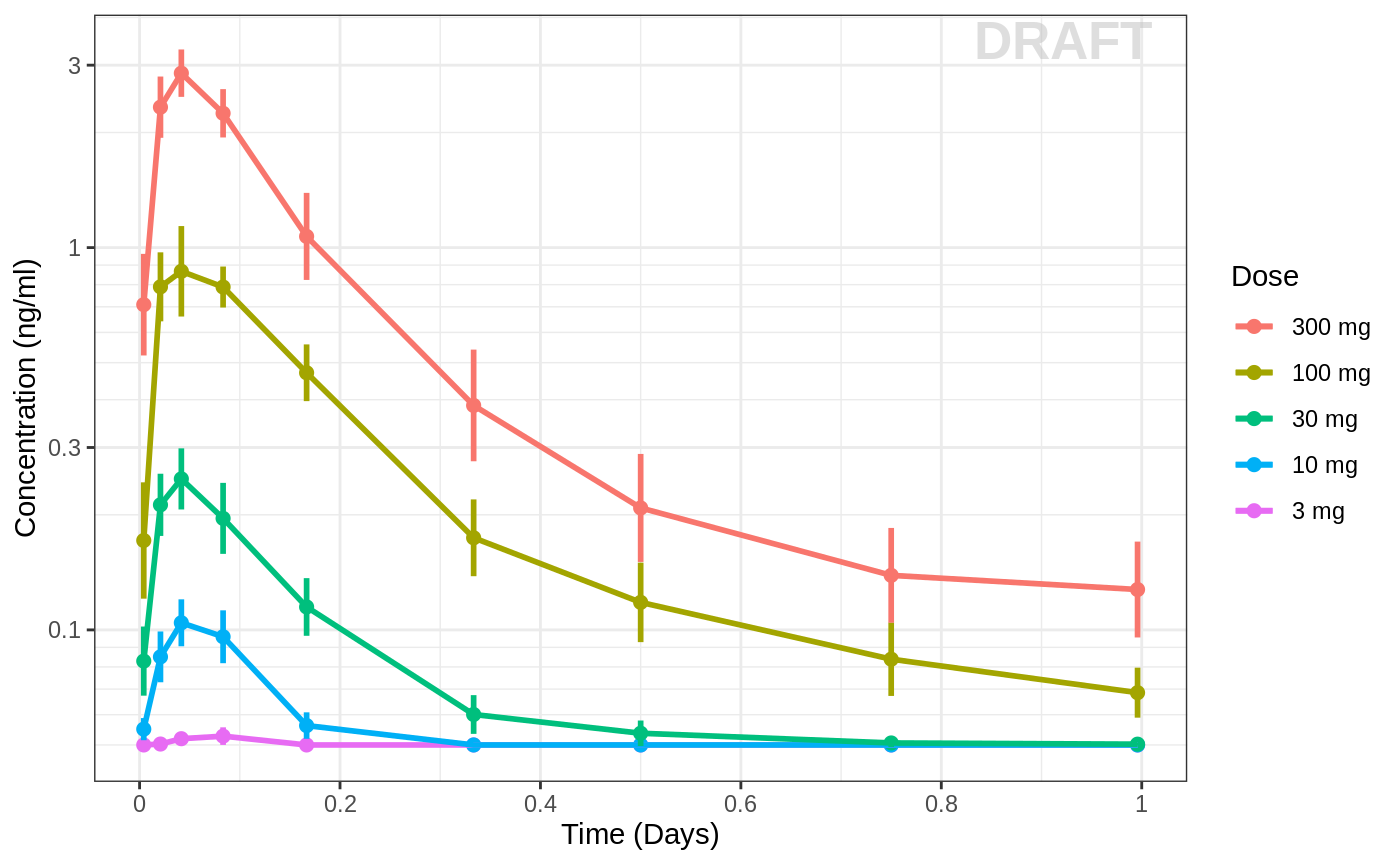 DRAFT
3
1
0.3
0.1
Concentration (ng/ml)
0
0.2
0.4
0.6
0.8
1
Time (Days)
Dose
300 mg
100 mg
30 mg
10 mg
3 mg